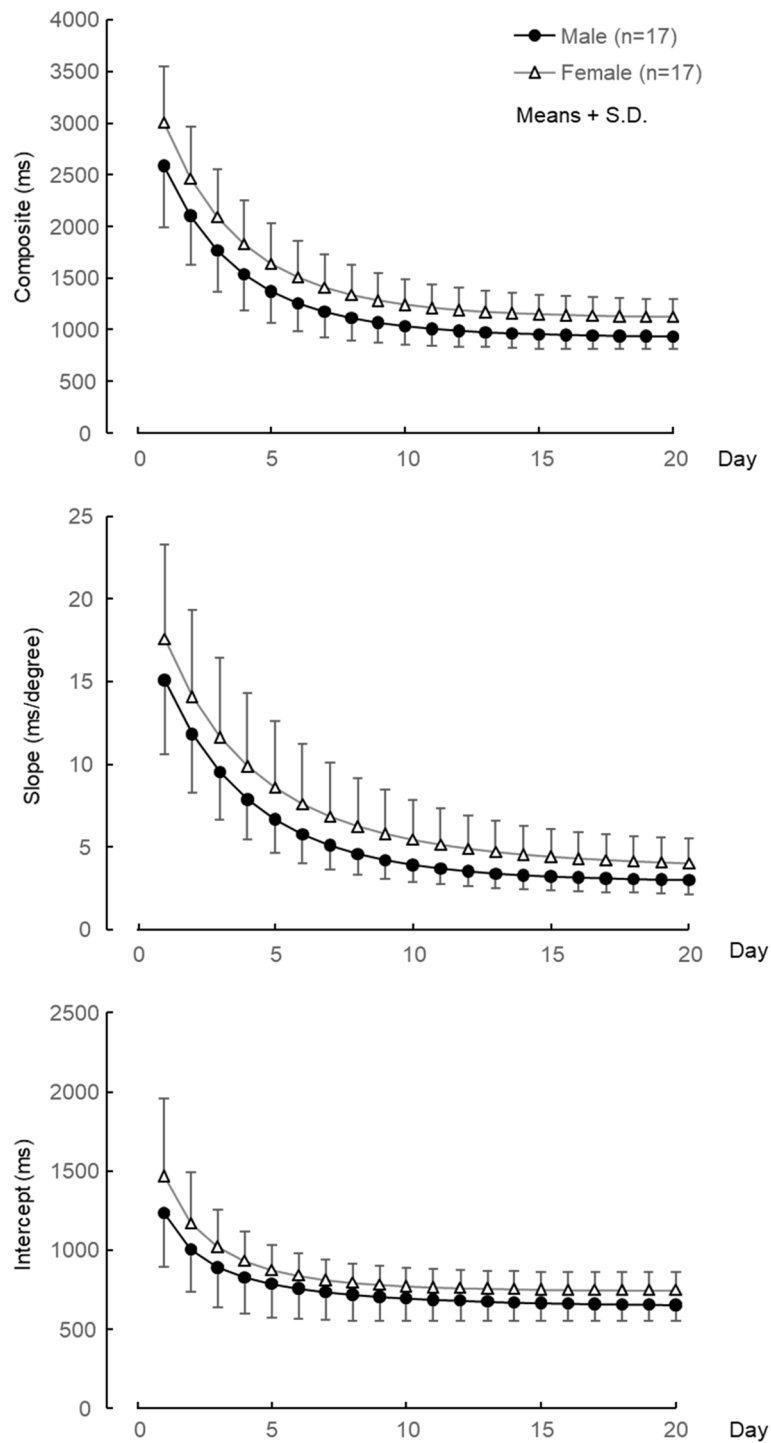 4000
3500
3000
2500
2000
1500
1000
500
0
Composite (ms)
Male (n=17)
Female (n=17)
Means + S.D.
0 5 10 15 20 Day
25
20
15
10
5
0
Slope (ms/degree)
0 5 10 15 20 Day
2500
2000
1500
1000
500
0
Intercept (ms)
0 5 10 15 20 Day